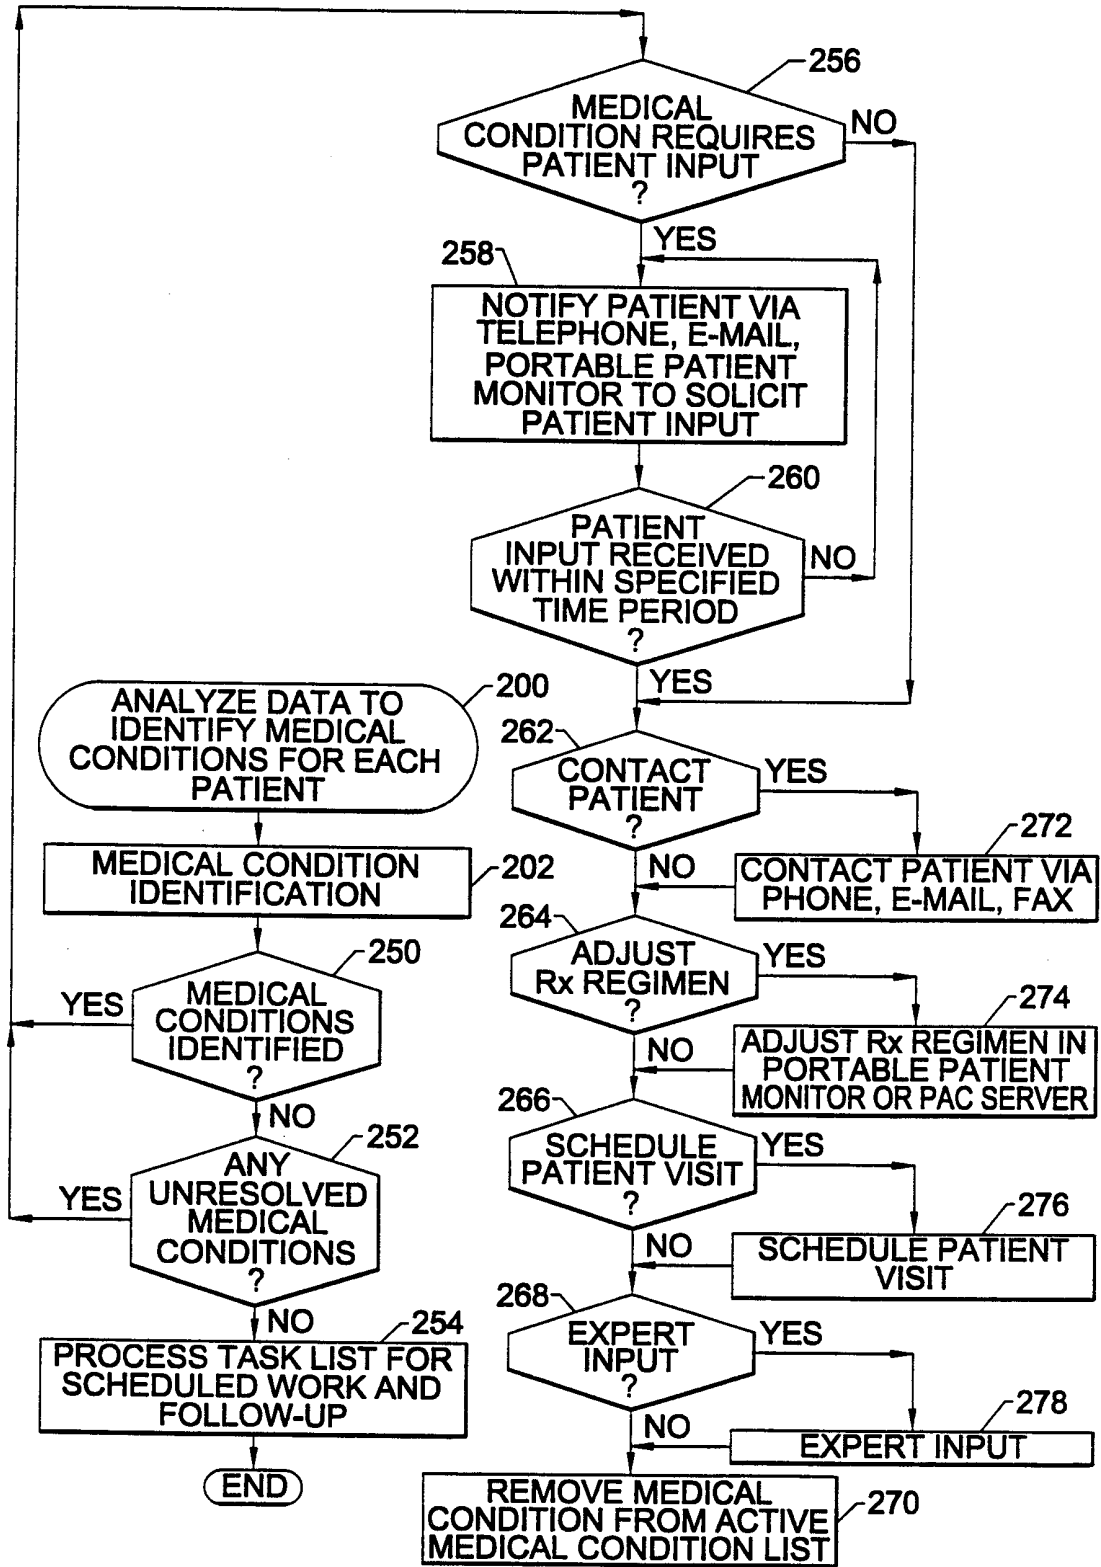 256
MEDICAL
CONDITION REQUIRES
PATIENT INPUT
?
NO
YES
258
NOTIFY PATIENT VIA
TELEPHONE, E-MAIL,
PORTABLE PATIENT
MONITOR TO SOLICIT
PATIENT INPUT
260
PATIENT
INPUT RECEIVED
WITHIN SPECIFIED
TIME PERIOD
?
NO
YES
200
ANALYZE DATA TO
IDENTIFY MEDICAL
CONDITIONS FOR EACH
PATIENT
MEDICAL CONDITION
IDENTIFICATION
202
250
MEDICAL
CONDITIONS
IDENTIFIED
?
YES
NO
252
ANY
UNRESOLVED
MEDICAL
CONDITIONS
?
YES
NO
254
PROCESS TASK LIST FOR
SCHEDULED WORK AND
FOLLOW-UP
END
262
CONTACT
PATIENT
?
YES
NO
272
CONTACT PATIENT VIA
PHONE, E-MAIL, FAX
264
ADJUST
Rx REGIMEN
?
YES
NO
274
ADJUST Rx REGIMEN IN
PORTABLE PATIENT
MONITOR OR PAC SERVER
266
SCHEDULE
PATIENT VISIT
?
YES
NO
276
SCHEDULE PATIENT
VISIT
268
EXPERT
INPUT
?
YES
NO
278
EXPERT INPUT
REMOVE MEDICAL
CONDITION FROM ACTIVE
MEDICAL CONDITION LIST
270